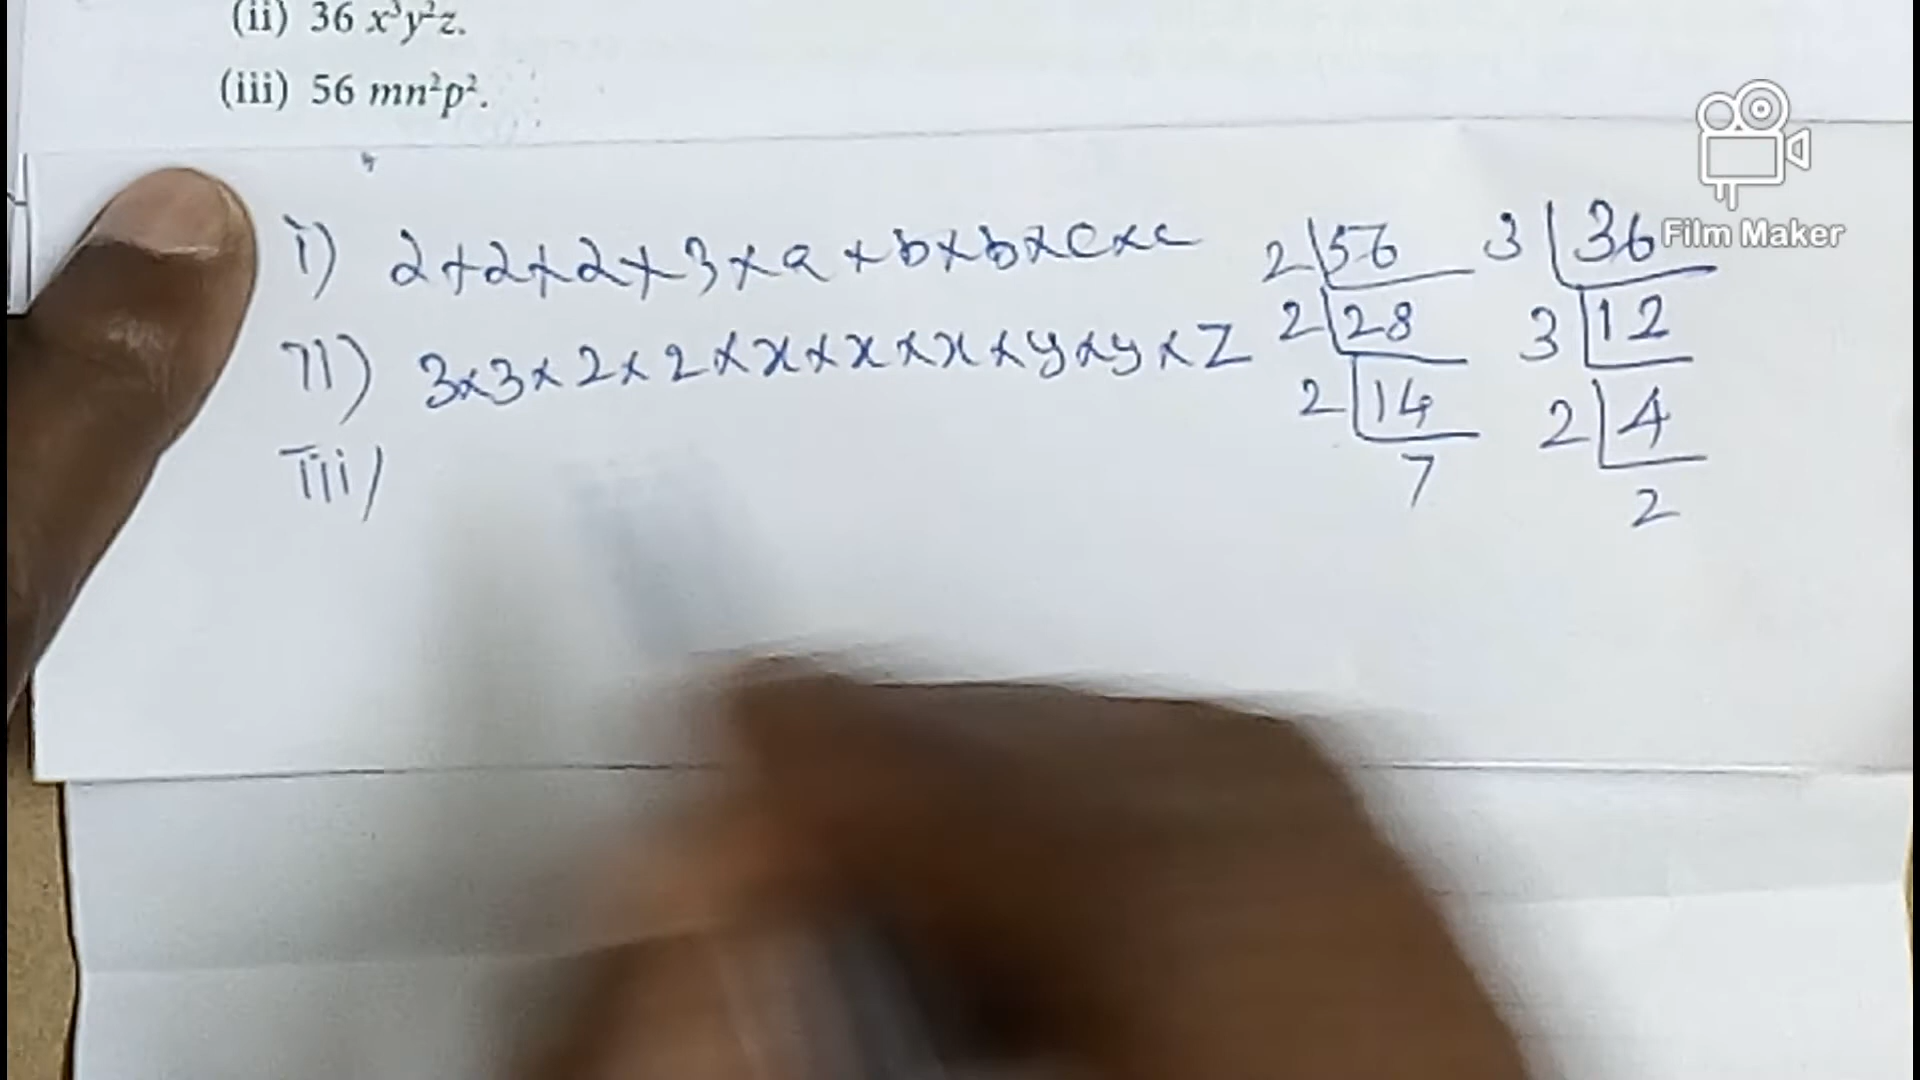 (ii) 36 x³y²z.
(iii) 56 mn²p².
Film Maker
i) 2×2×2×3×a×b×b×c×c
ii) 3×3×2×2×x×x×x×y×y×z
iii)
2 56
2 28
2 14
7
3 36
3 12
2 4
2